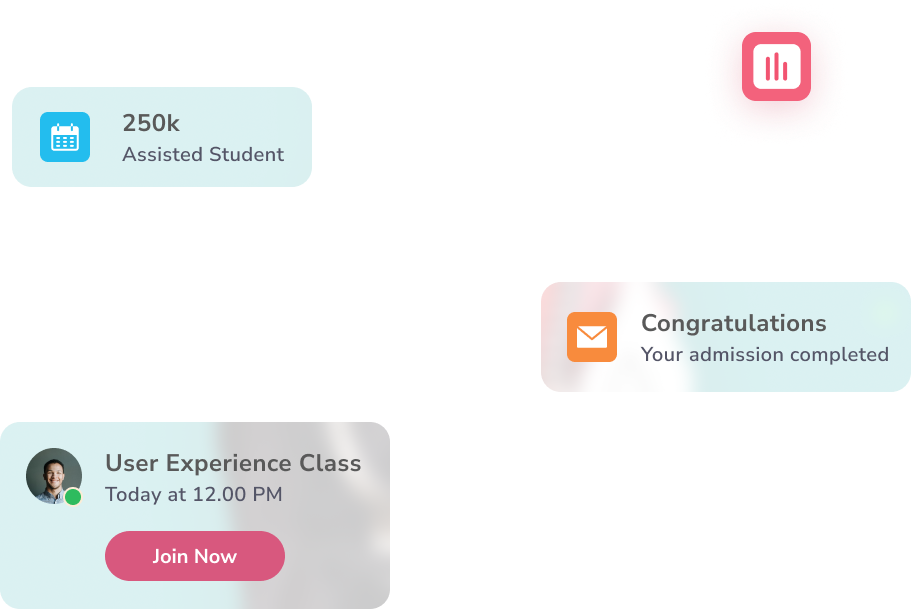 250k
Assisted Student
Congratulations
Your admission completed
User Experience Class
Today at 12.00 PM
Join Now